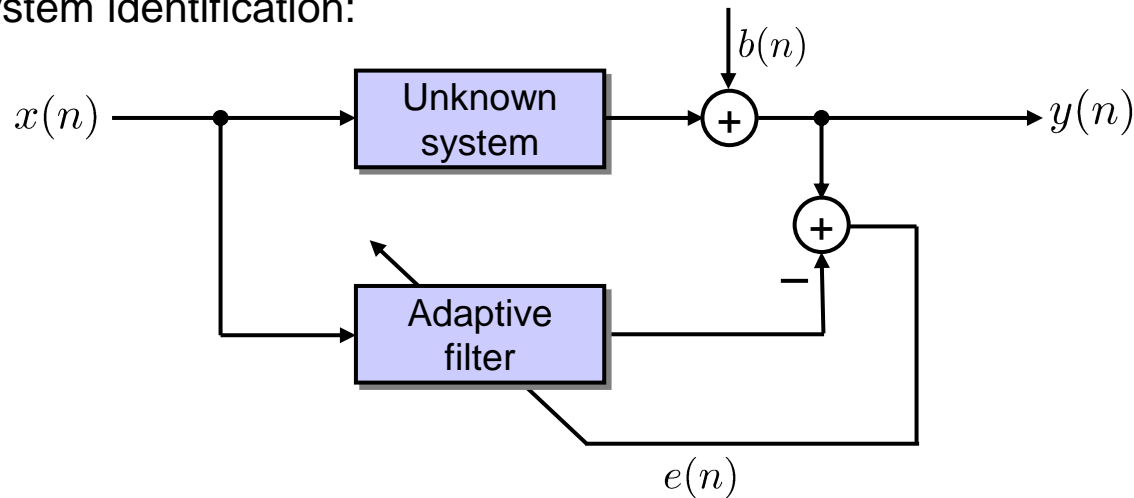 ystem identification:
b(n)
x(n)
Unknown
system
+
y(n)
+
−
Adaptive
filter
e(n)